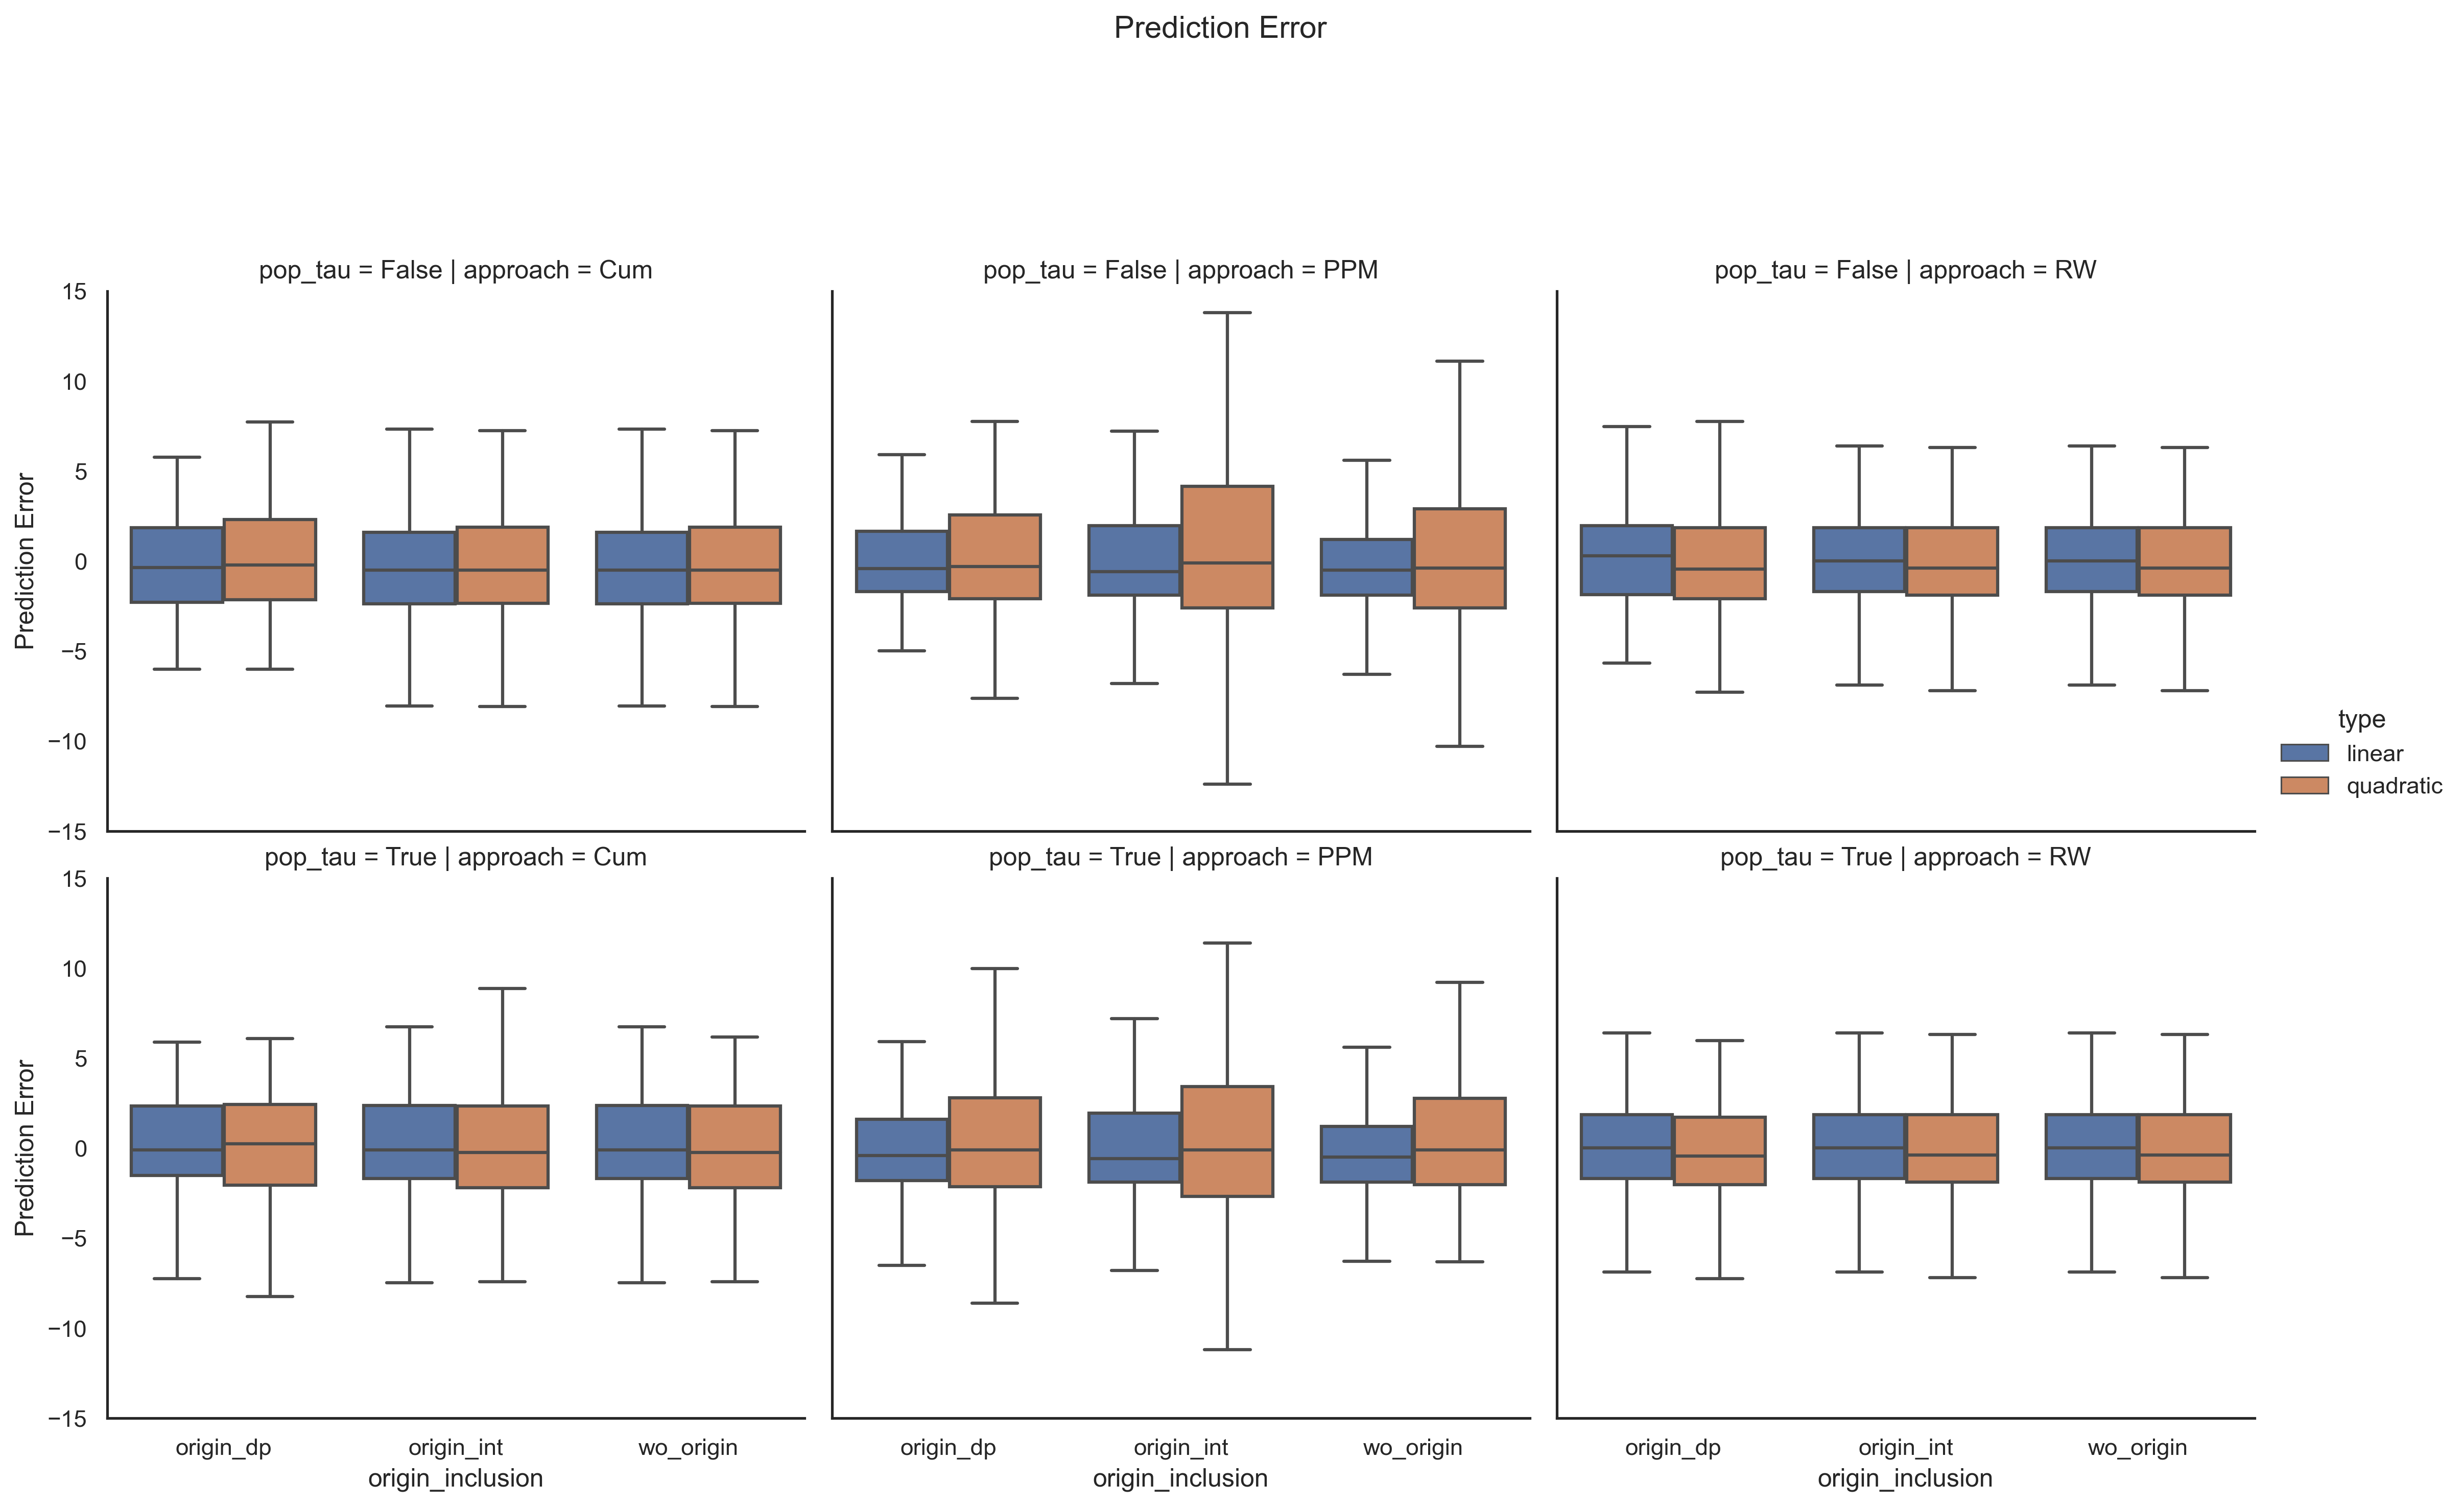 Prediction Error
pop_tau = False | approach = Cum
pop_tau = False | approach = PPM
pop_tau = False | approach = RW
15
10
5
0
−5
−10
−15
Prediction Error
type
linear
quadratic
pop_tau = True | approach = Cum
pop_tau = True | approach = PPM
pop_tau = True | approach = RW
15
10
5
0
−5
−10
−15
Prediction Error
origin_dp origin_int wo_origin
origin_inclusion
origin_dp origin_int wo_origin
origin_inclusion
origin_dp origin_int wo_origin
origin_inclusion